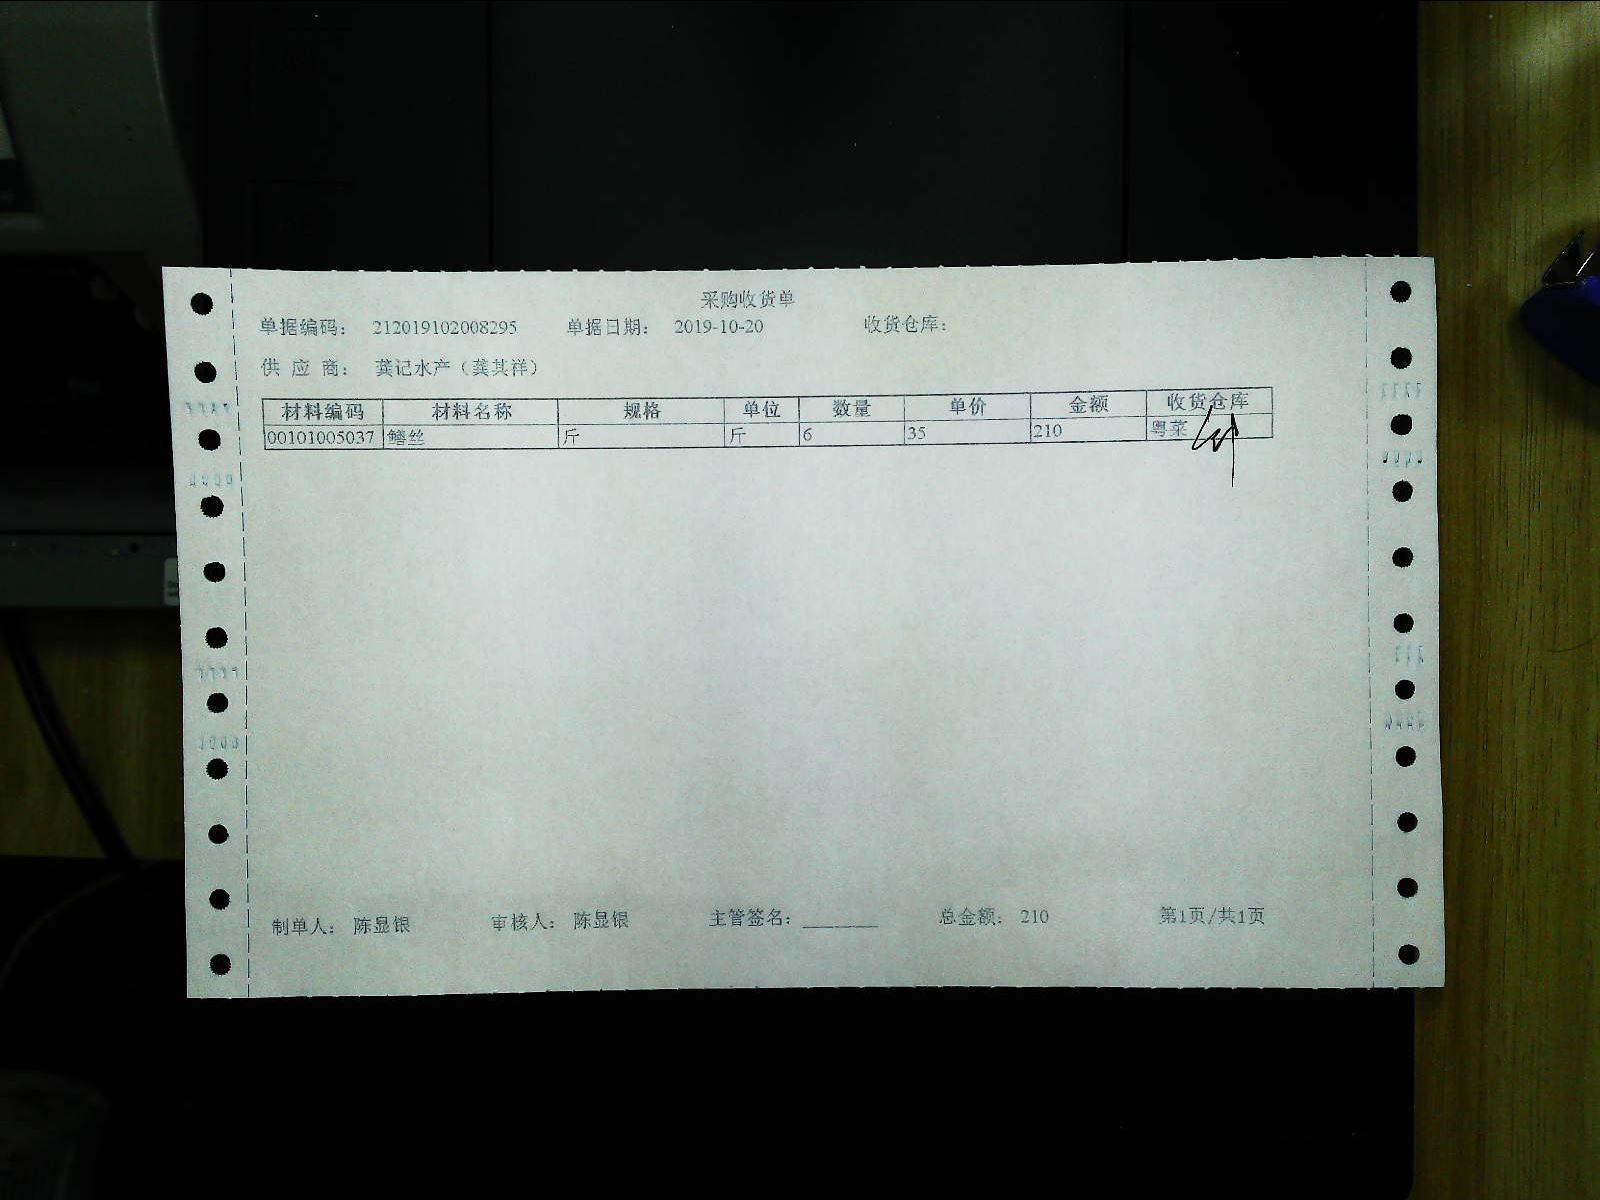 采购收货单
单据编码： 212019102008295 单据日期： 2019-10-20 收货仓库：
供 应 商： 龚记水产（龚其祥）
材料编码 材料名称 规格 单位 数量 单价 金额 收货仓库
00101005037 鳝丝 斤 斤 6 35 210 粤菜
制单人： 陈显银 审核人： 陈显银 主管签名： 总金额： 210 第1页/共1页